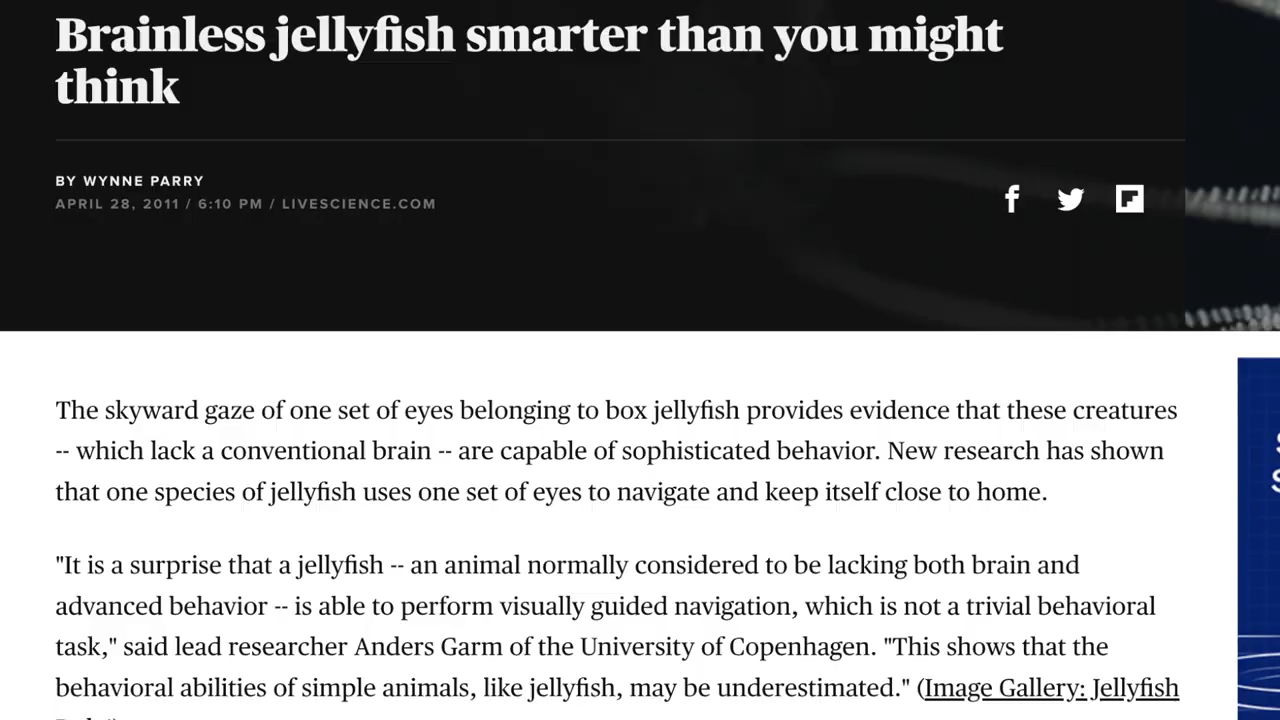 Brainless jellyfish smarter than you might
think
BY WYNNE PARRY
APRIL 28, 2011 / 6:10 PM / LIVESCIENCE.COM
The skyward gaze of one set of eyes belonging to box jellyfish provides evidence that these creatures
-- which lack a conventional brain -- are capable of sophisticated behavior. New research has shown
that one species of jellyfish uses one set of eyes to navigate and keep itself close to home.
"It is a surprise that a jellyfish -- an animal normally considered to be lacking both brain and
advanced behavior -- is able to perform visually guided navigation, which is not a trivial behavioral
task," said lead researcher Anders Garm of the University of Copenhagen. "This shows that the
behavioral abilities of simple animals, like jellyfish, may be underestimated." (Image Gallery: Jellyfish